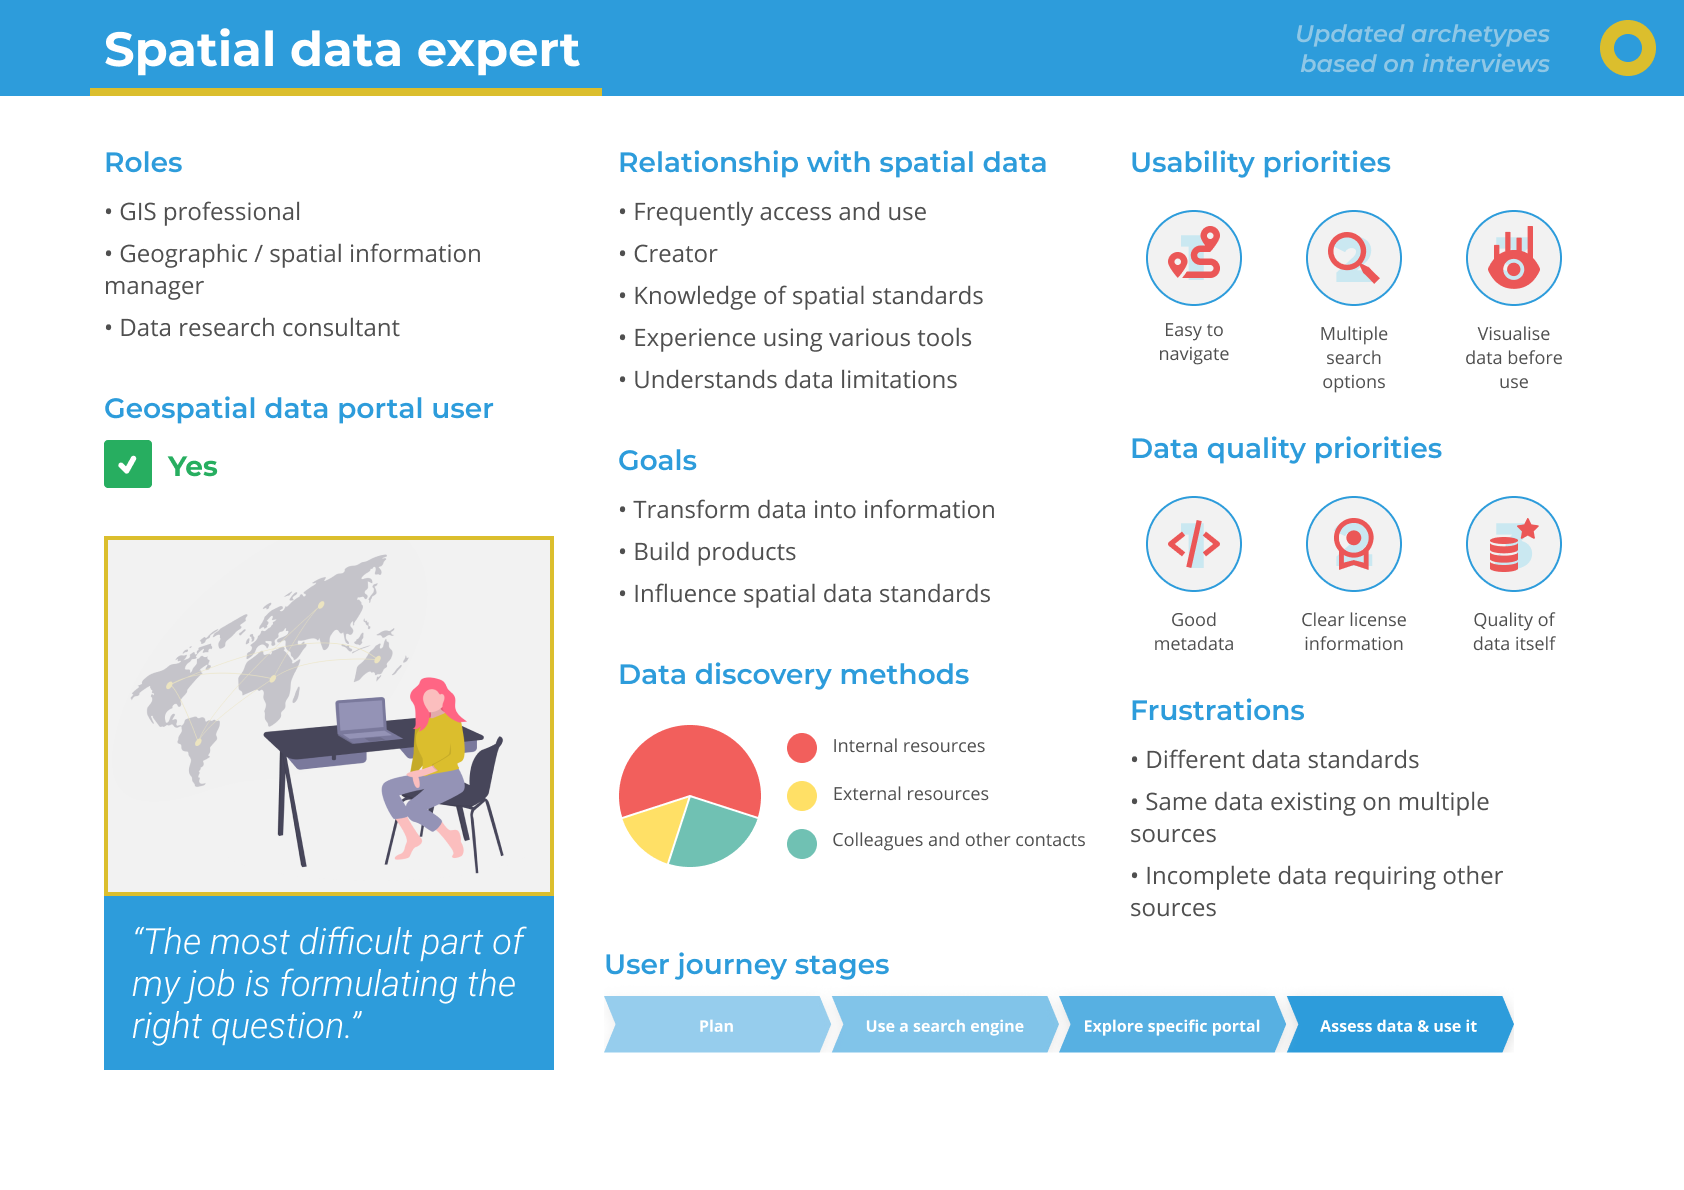 Spatial data expert
Updated archetypes
based on interviews
Roles
• GIS professional
• Geographic / spatial information
manager
• Data research consultant
Geospatial data portal user
Yes
“The most difficult part of
my job is formulating the
right question.”
Relationship with spatial data
• Frequently access and use
• Creator
• Knowledge of spatial standards
• Experience using various tools
• Understands data limitations
Goals
• Transform data into information
• Build products
• Influence spatial data standards
Data discovery methods
Internal resources
External resources
Colleagues and other contacts
Usability priorities
1
Easy to
navigate
2
Multiple
search
options
3
Visualise
data before
use
Data quality priorities
1
Good
metadata
2
Clear license
information
3
Quality of
data itself
Frustrations
• Different data standards
• Same data existing on multiple
sources
• Incomplete data requiring other
sources
User journey stages
Plan
Use a search engine
Explore specific portal
Assess data & use it